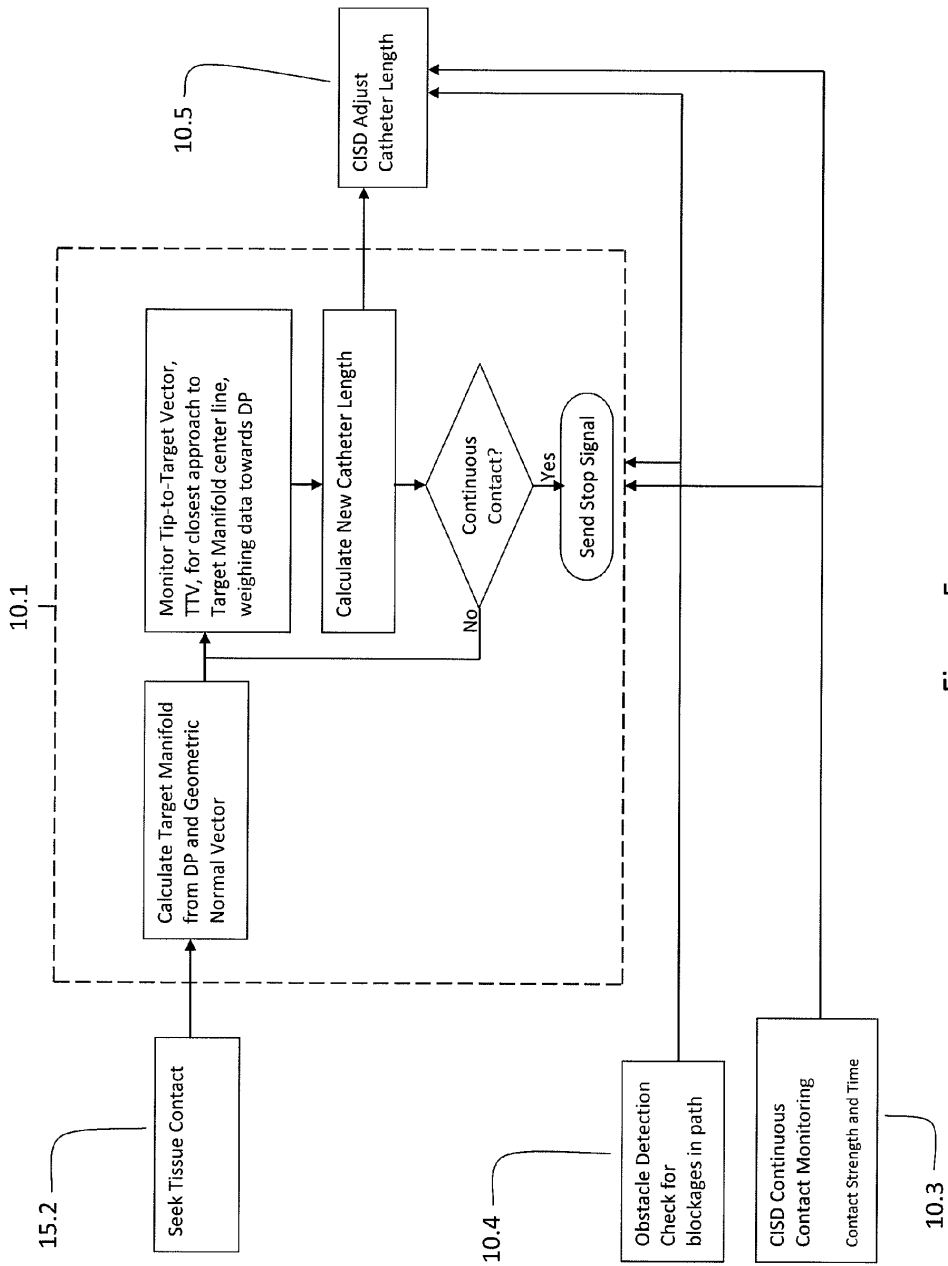 10.1
10.5
CISD Adjust
Catheter Length
Monitor Tip-to-Target Vector,
TTV, for closest approach to
Target Manifold center line,
weighing data towards DP
Calculate New Catheter Length
Continuous
Contact?
No
Yes
Send Stop Signal
Calculate Target Manifold
from DP and Geometric
Normal Vector
15.2
Seek Tissue Contact
10.4
Obstacle Detection
Check for
blockages in path
CISD Continuous
Contact Monitoring
Contact Strength and Time
10.3